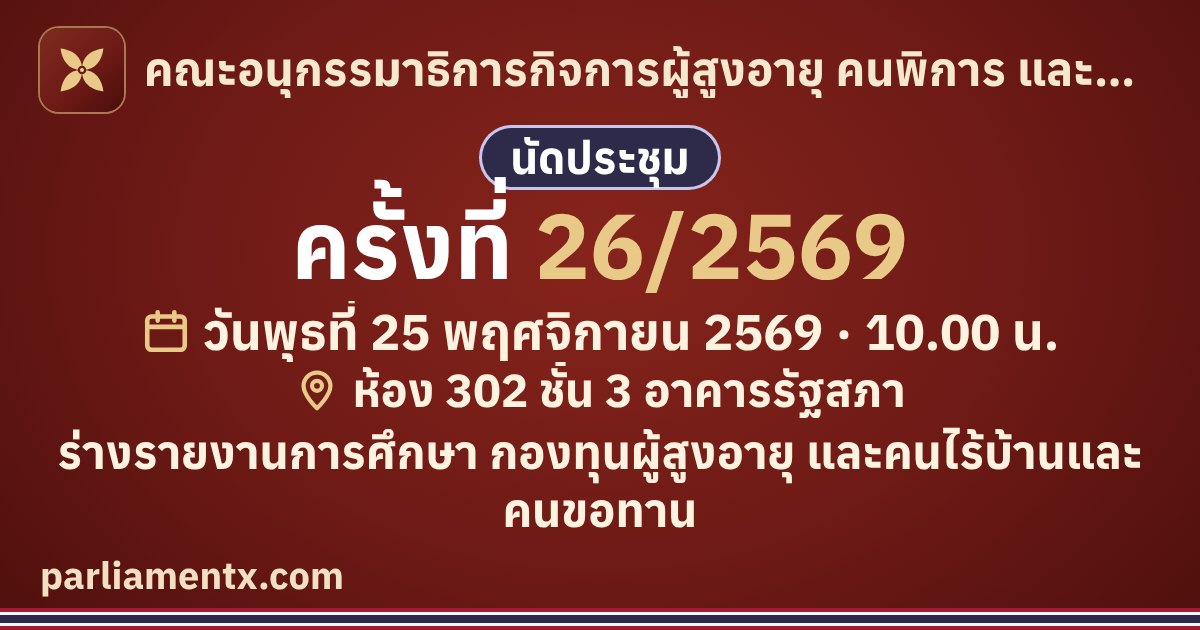 คณะอนุกรรมาธิการกิจการผู้สูงอายุ คนพิการ และ...
นัดประชุม
ครั้งที่ 26/2569
วันพุธที่ 25 พฤศจิกายน 2569 · 10.00 น.
ห้อง 302 ชั้น 3 อาคารรัฐสภา
ร่างรายงานการศึกษา กองทุนผู้สูงอายุ และคนไร้บ้านและ
คนขอทาน
parliamentx.com